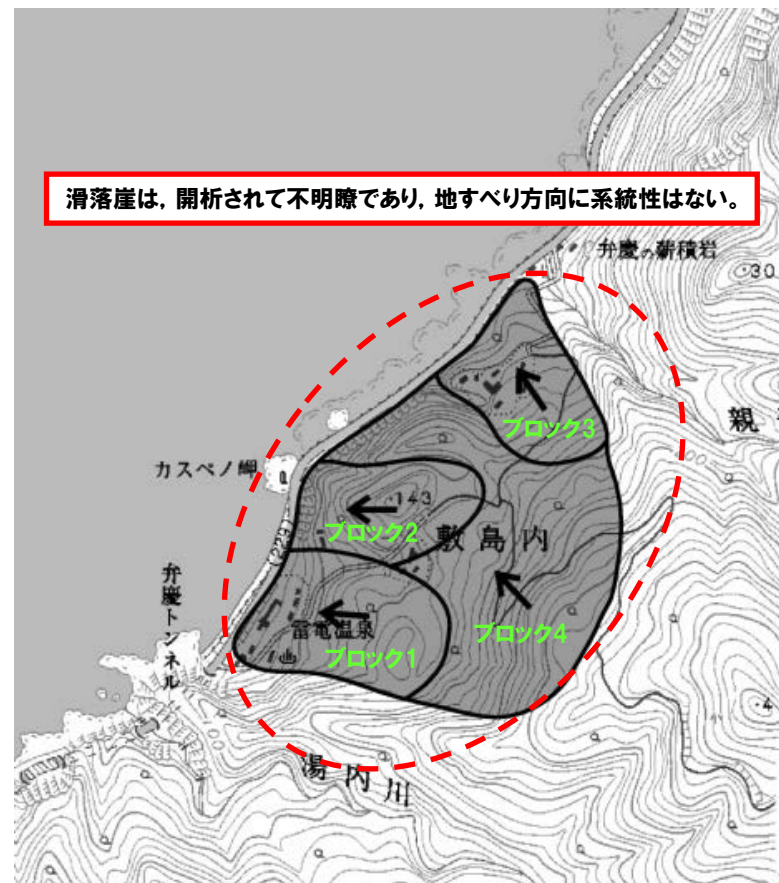 滑落崖は，開析されて不明瞭であり，地すべり方向に系統性はない。
弁慶の薪積岩
・30
ブロック3
親
カスペノ岬
・143
ブロック2
敷島内
(229)
弁慶トンネル
雷電温泉
ブロック1
ブロック4
・4
湯内川